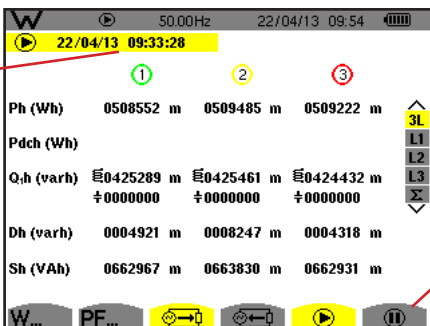 W 50.00Hz 22/04/13 09:54
22/04/13 09:33:28
1 2 3
Ph (Wh) 0508552 m 0509485 m 0509222 m
3L
L1
Pdch (Wh)
L2
Q₁h (varh) 0425289 m 0425461 m 0424432 m
L3
÷0000000 ÷0000000 ÷0000000
Σ
Dh (varh) 0004921 m 0008247 m 0004318 m
Sh (VAh) 0662967 m 0663830 m 0662931 m
W... PF...